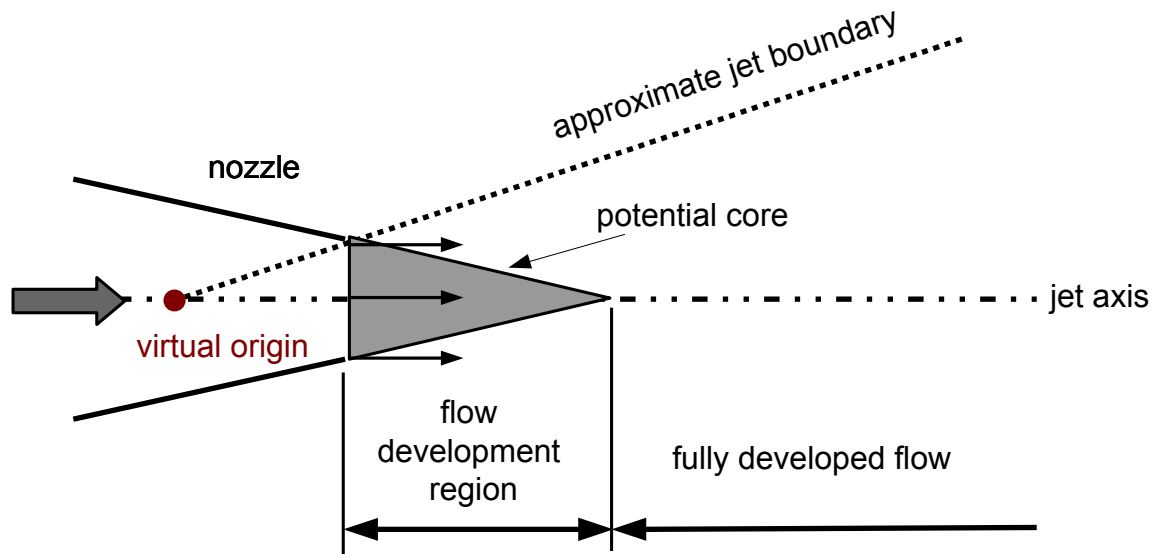 approximate jet boundary
nozzle
potential core
jet axis
virtual origin
flow
development
region
fully developed flow